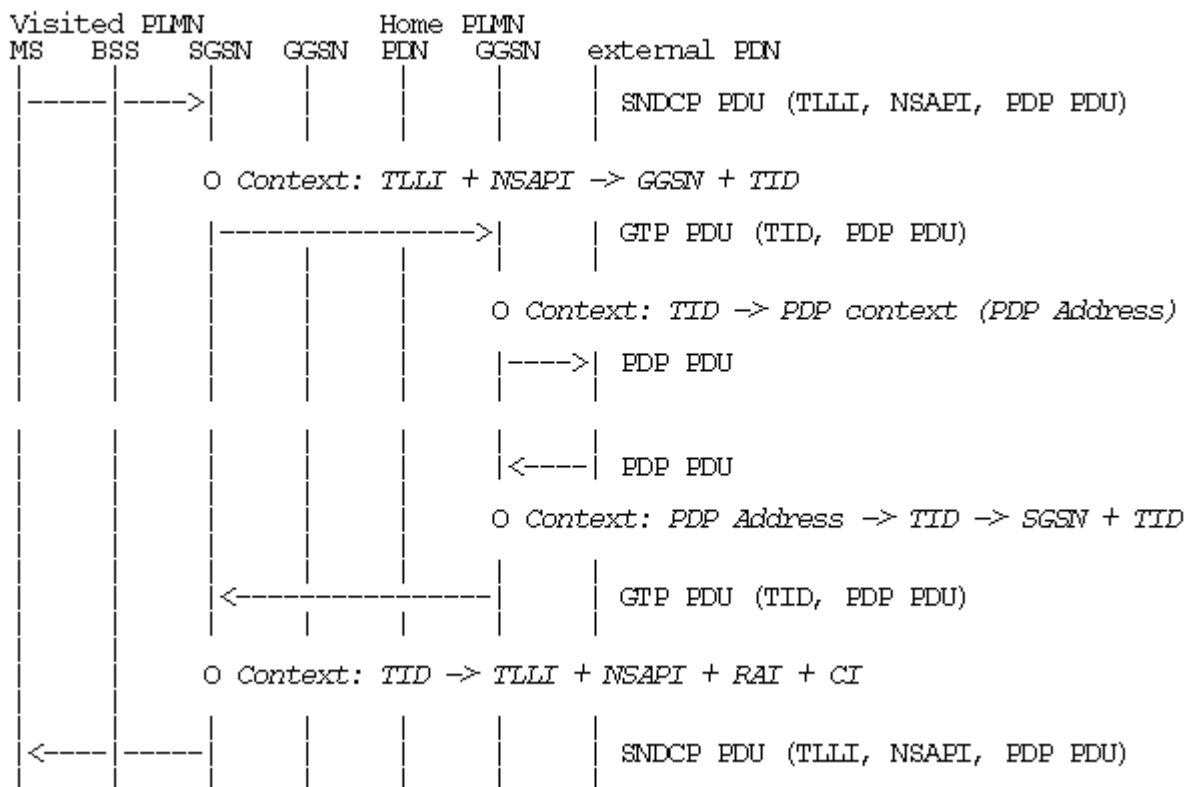 Visited PLMN Home PLMN
MS BSS SGSN GGSN PDN GGSN external PDN
SNDCP PDU (TLLI, NSAPI, PDP PDU)
O Context: TLLI + NSAPI -> GGSN + TID
GTP PDU (TID, PDP PDU)
O Context: TID -> PDP context (PDP Address)
PDP PDU
PDP PDU
O Context: PDP Address -> TID -> SGSN + TID
GTP PDU (TID, PDP PDU)
O Context: TID -> TLLI + NSAPI + RAI + CI
SNDCP PDU (TLLI, NSAPI, PDP PDU)